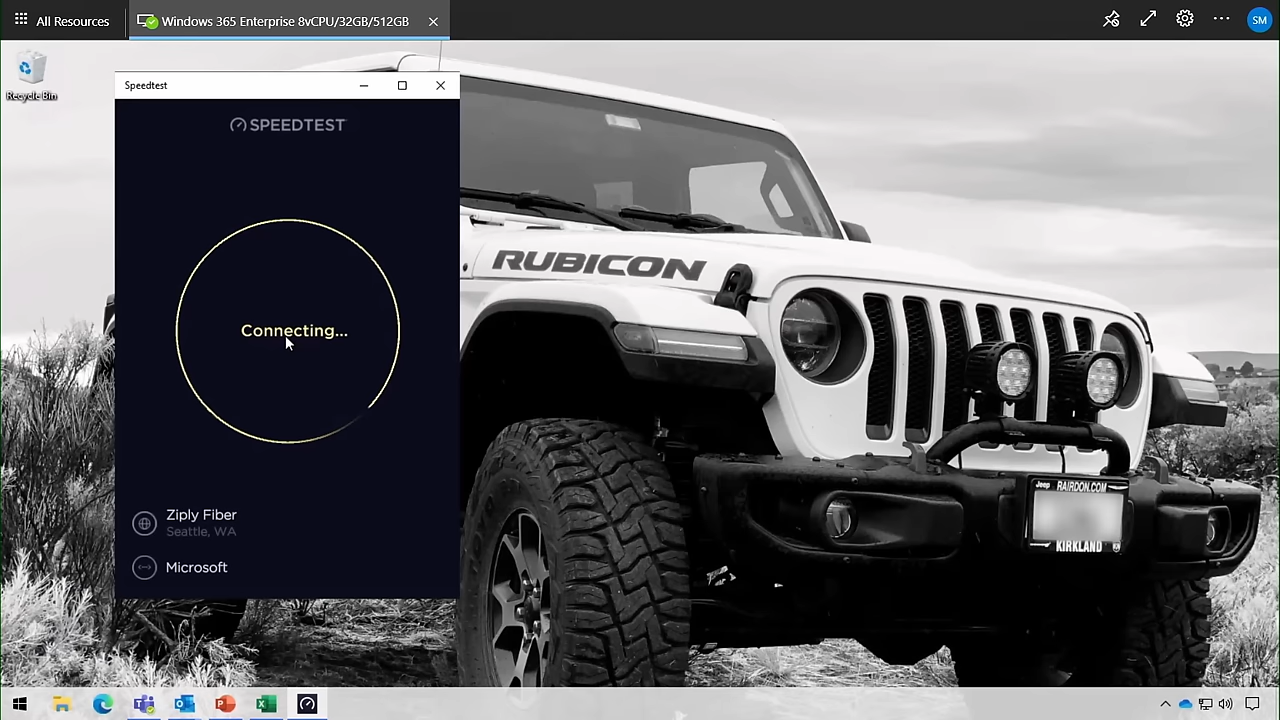 All Resources
Windows 365 Enterprise 8vCPU/32GB/512GB
SM
Recycle Bin
Speedtest
SPEEDTEST
Connecting...
Ziply Fiber
Seattle, WA
Microsoft
RUBICON
Jeep RAIRDON.COM
KIRKLAND